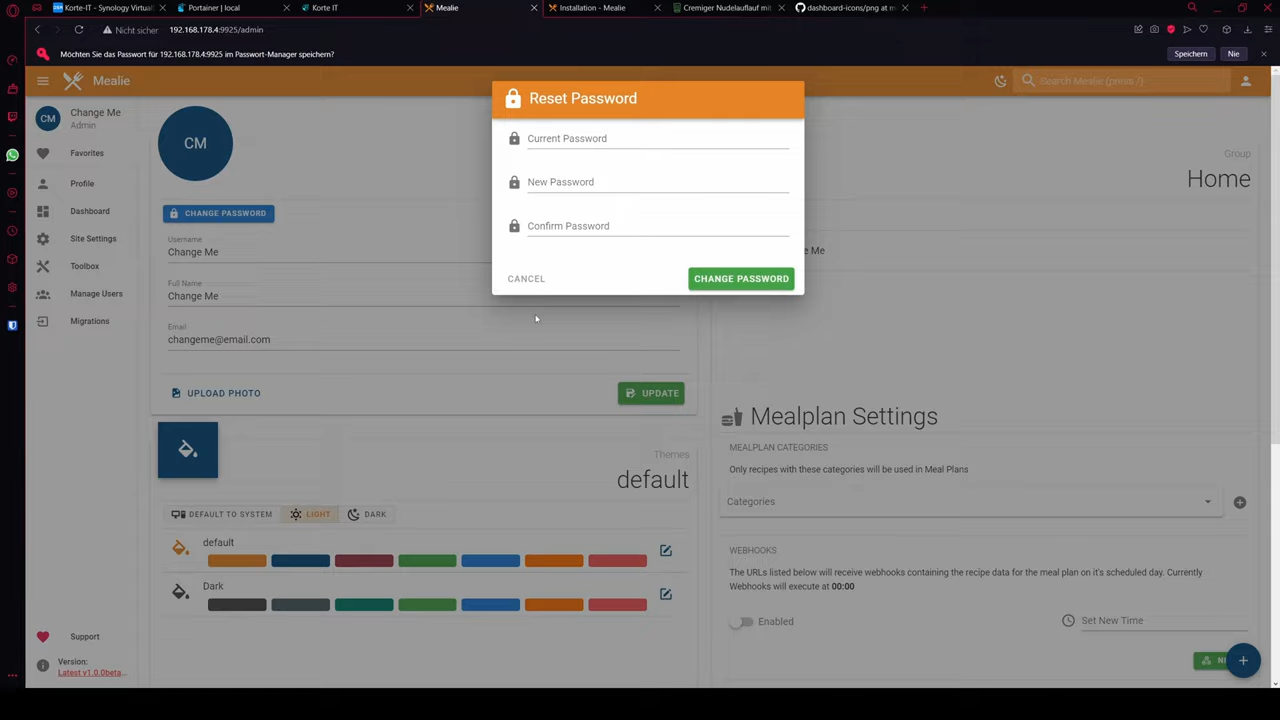 Korte-IT - Synology Virtual
Portainer | local
Korte IT
Mealie
Installation - Mealie
Cremiger Nudelauflauf mit
dashboard-icons/png at m
Nicht sicher
192.168.178.4:9925/admin
Möchten Sie das Passwort für 192.168.178.4:9925 im Passwort-Manager speichern?
Speichern
Nie
Mealie
Search Mealie (press /)
CM
Change Me
Admin
Favorites
Profile
Dashboard
Site Settings
Toolbox
Manage Users
Migrations
Support
Version:
Latest v1.0.0beta...
CM
CHANGE PASSWORD
Username
Change Me
Full Name
Change Me
Email
changeme@email.com
UPLOAD PHOTO
UPDATE
Reset Password
Current Password
New Password
Confirm Password
CANCEL
CHANGE PASSWORD
Themes
default
DEFAULT TO SYSTEM
LIGHT
DARK
default
Dark
Group
Home
e Me
Mealplan Settings
MEALPLAN CATEGORIES
Only recipes with these categories will be used in Meal Plans
Categories
WEBHOOKS
The URLs listed below will receive webhooks containing the recipe data for the meal plan on it's scheduled day. Currently
Webhooks will execute at 00:00
Enabled
Set New Time